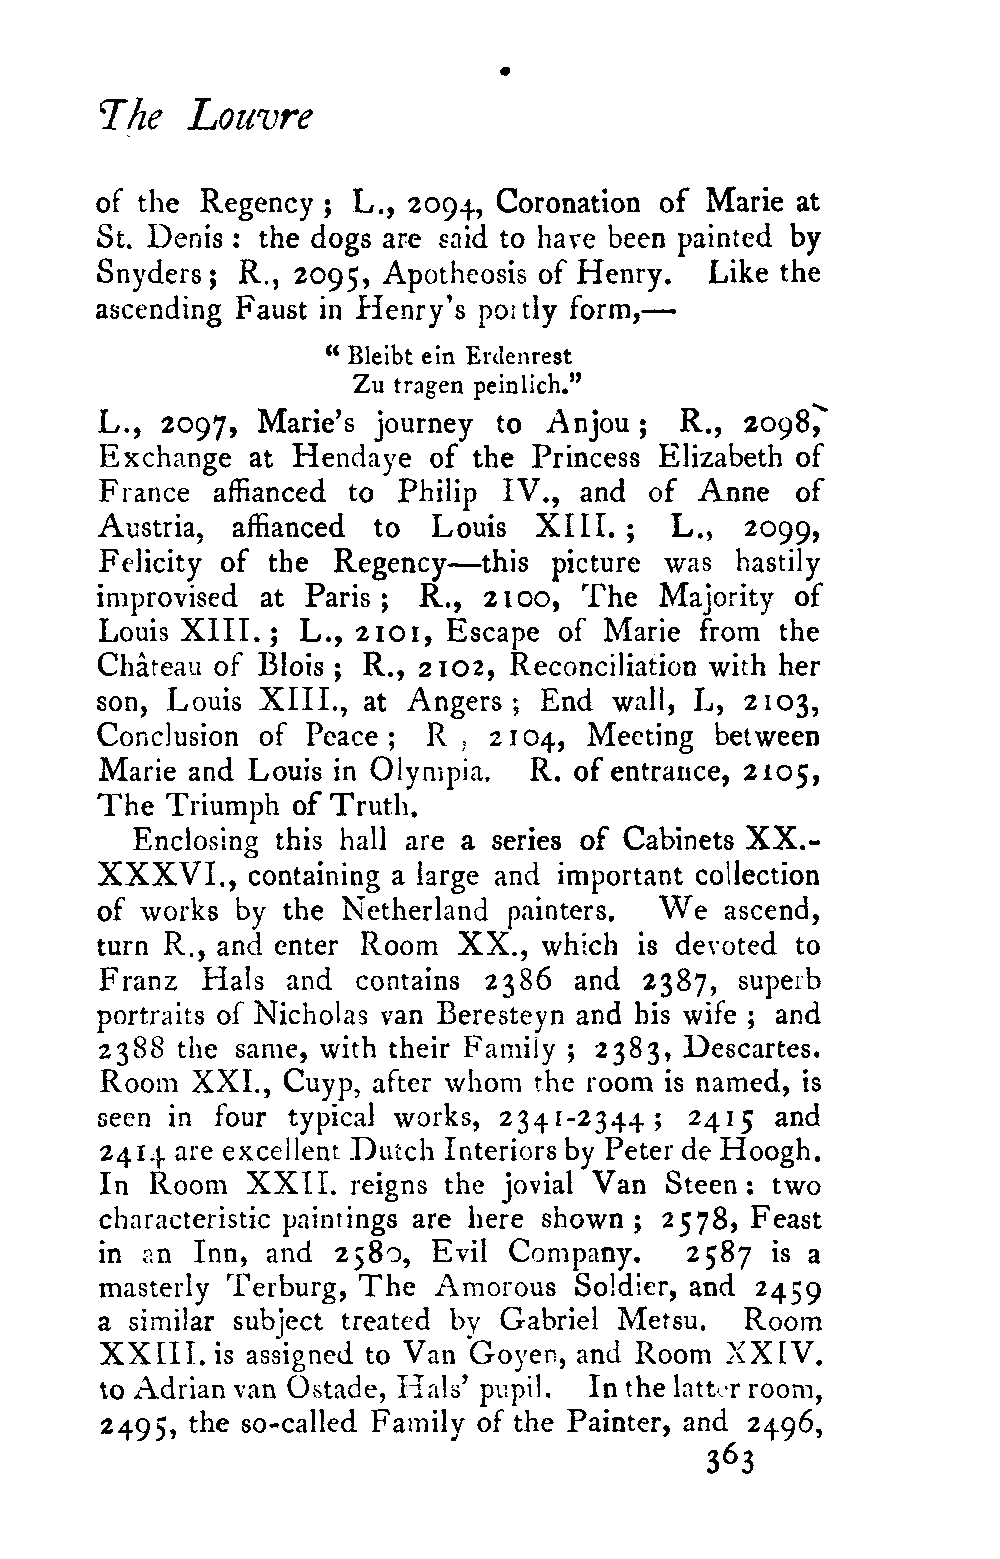 The Louvre
of the Regency ; L., 2094, Coronation of Marie at
St. Denis : the dogs are said to have been painted by
Snyders ; R., 2095, Apotheosis of Henry. Like the
ascending Faust in Henry's portly form,—
“ Bleibt ein Erdenrest
Zu tragen peinlich.”
L., 2097, Marie's journey to Anjou ; R., 2098,
Exchange at Hendaye of the Princess Elizabeth of
France affianced to Philip IV., and of Anne of
Austria, affianced to Louis XIII. ; L., 2099,
Felicity of the Regency—this picture was hastily
improvised at Paris ; R., 2100, The Majority of
Louis XIII. ; L., 2101, Escape of Marie from the
Château of Blois ; R., 2102, Reconciliation with her
son, Louis XIII., at Angers ; End wall, L, 2103,
Conclusion of Peace ; R , 2104, Meeting between
Marie and Louis in Olympia. R. of entrance, 2105,
The Triumph of Truth.
Enclosing this hall are a series of Cabinets XX.-
XXXVI., containing a large and important collection
of works by the Netherland painters. We ascend,
turn R., and enter Room XX., which is devoted to
Franz Hals and contains 2386 and 2387, superb
portraits of Nicholas van Beresteyn and his wife ; and
2388 the same, with their Family ; 2383, Descartes.
Room XXI., Cuyp, after whom the room is named, is
seen in four typical works, 2341-2344 ; 2415 and
2414 are excellent Dutch Interiors by Peter de Hoogh.
In Room XXII. reigns the jovial Van Steen : two
characteristic paintings are here shown ; 2578, Feast
in an Inn, and 2580, Evil Company. 2587 is a
masterly Terburg, The Amorous Soldier, and 2459
a similar subject treated by Gabriel Metsu. Room
XXIII. is assigned to Van Goyen, and Room XXIV.
to Adrian van Ostade, Hals' pupil. In the latter room,
2495, the so-called Family of the Painter, and 2496,
363